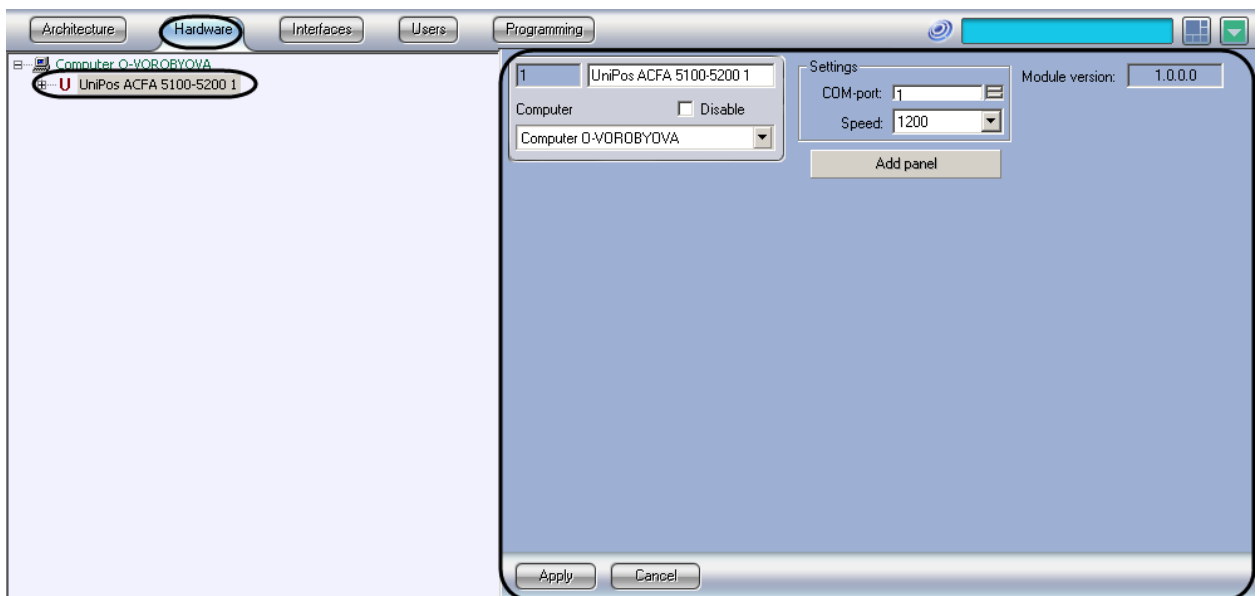 Architecture Hardware Interfaces Users Programming
Computer O-VOROBYOVA
U UniPos ACFA 5100-5200 1
1 UniPos ACFA 5100-5200 1
Computer Disable
Computer O-VOROBYOVA
Settings
COM-port: 1
Speed: 1200
Add panel
Module version: 1.0.0.0
Apply Cancel